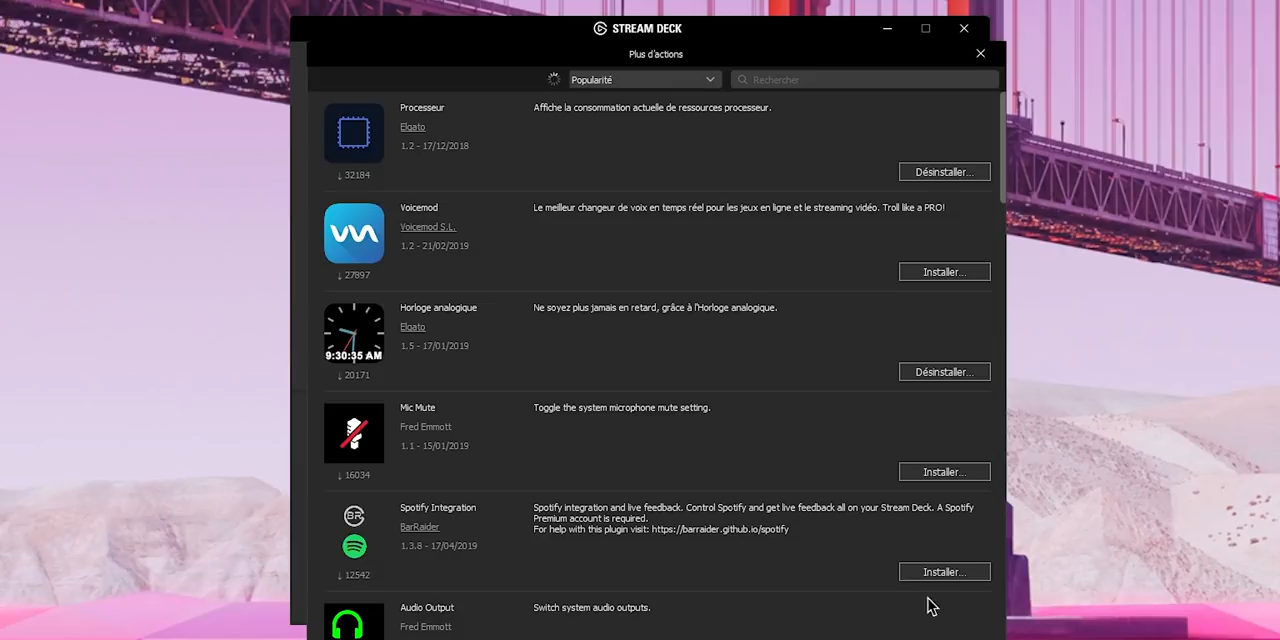 STREAM DECK
Plus d'actions
Popularité
Rechercher
Processeur
Affiche la consommation actuelle de ressources processeur.
Elgato
1.2 - 17/12/2018
Désinstaller...
↓ 32184
Voicemod
Le meilleur changeur de voix en temps réel pour les jeux en ligne et le streaming vidéo. Troll like a PRO!
Voicemod S.L.
1.2 - 21/02/2019
Installer...
↓ 27897
Horloge analogique
Ne soyez plus jamais en retard, grâce à l'Horloge analogique.
Elgato
1.5 - 17/01/2019
9:30:35 AM
Désinstaller...
↓ 20171
Mic Mute
Toggle the system microphone mute setting.
Fred Emmott
1.1 - 15/01/2019
Installer...
↓ 16034
Spotify Integration
Spotify integration and live feedback. Control Spotify and get live feedback all on your Stream Deck. A Spotify
Premium account is required.
For help with this plugin visit: https://barraider.github.io/spotify
BR
BarRaider
1.3.8 - 17/04/2019
Installer...
↓ 12542
Audio Output
Switch system audio outputs.
Fred Emmott